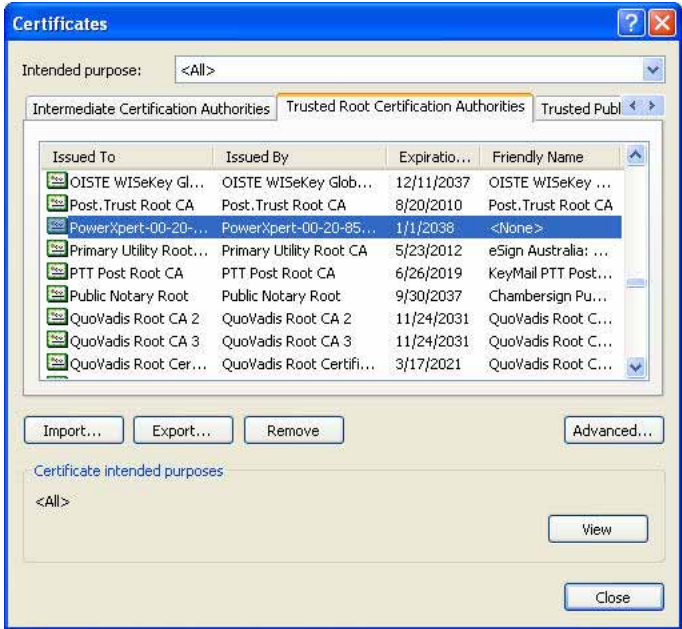 Certificates
Intended purpose: <All>
Intermediate Certification Authorities Trusted Root Certification Authorities Trusted Publ
Issued To Issued By Expiratio... Friendly Name
OISTE WISeKey Gl... OISTE WISeKey Glob... 12/11/2037 OISTE WISeKey ...
Post.Trust Root CA Post.Trust Root CA 8/20/2010 Post.Trust Root CA
PowerXpert-00-20-... PowerXpert-00-20-85... 1/1/2038 <None>
Primary Utility Root... Primary Utility Root CA 5/23/2012 eSign Australia: ...
PTT Post Root CA PTT Post Root CA 6/26/2019 KeyMail PTT Post...
Public Notary Root Public Notary Root 9/30/2037 Chambersign Pu...
QuoVadis Root CA 2 QuoVadis Root CA 2 11/24/2031 QuoVadis Root C...
QuoVadis Root CA 3 QuoVadis Root CA 3 11/24/2031 QuoVadis Root C...
QuoVadis Root Cer... QuoVadis Root Certifi... 3/17/2021 QuoVadis Root C...
Import... Export... Remove Advanced...
Certificate intended purposes
<All>
View
Close